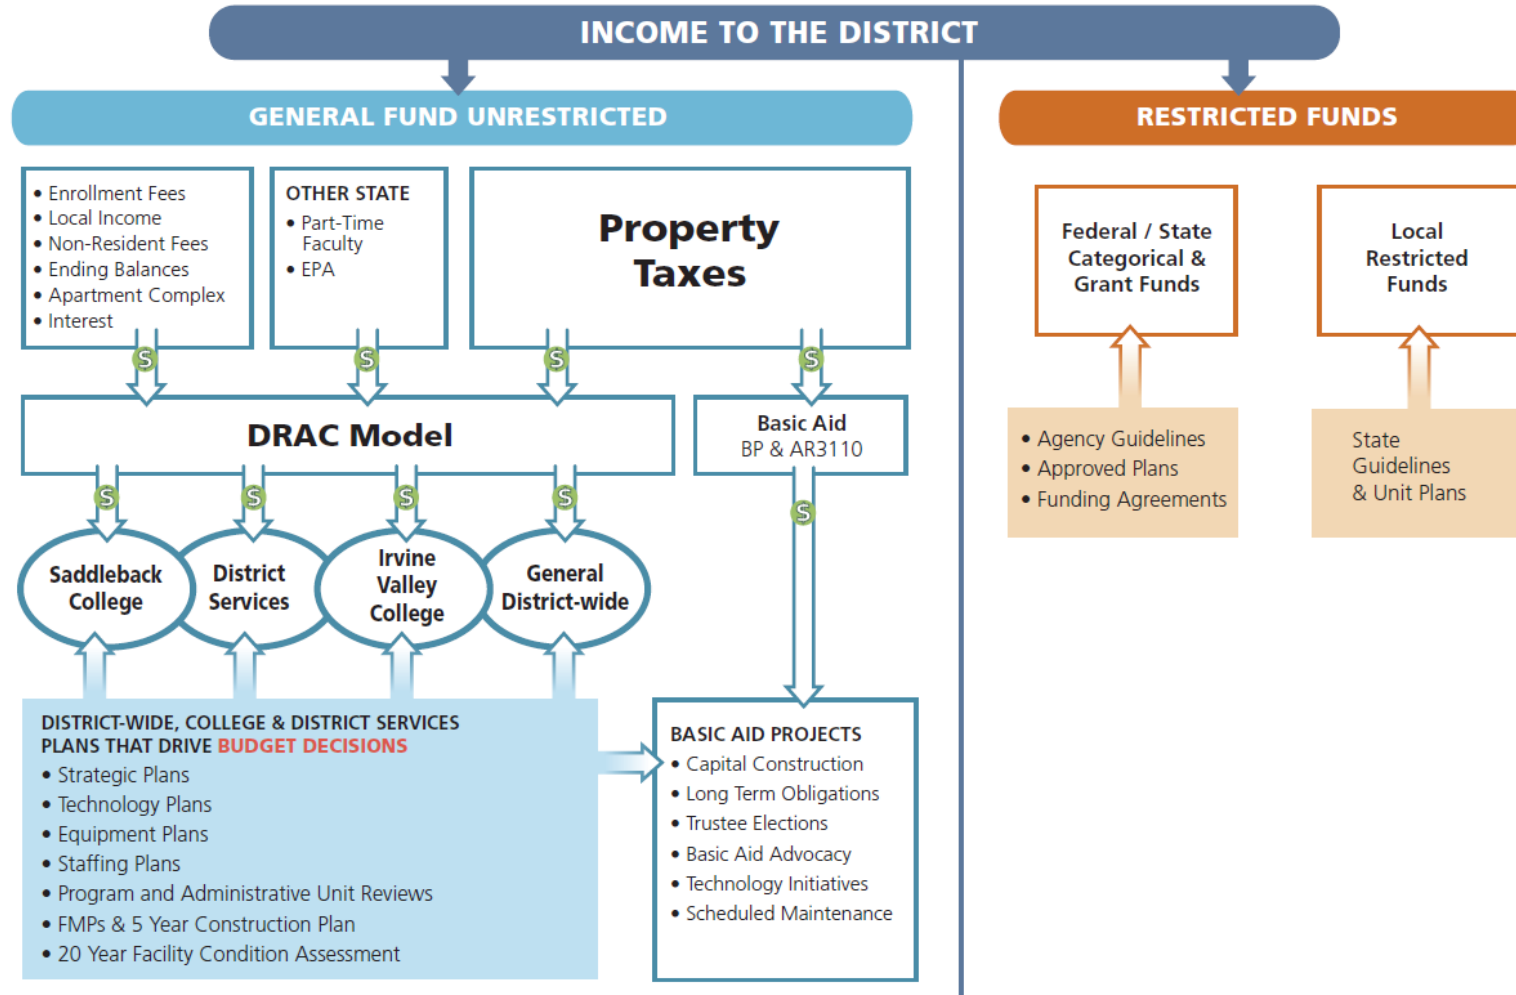 INCOME TO THE DISTRICT
GENERAL FUND UNRESTRICTED
• Enrollment Fees
• Local Income
• Non-Resident Fees
• Ending Balances
• Apartment Complex
• Interest
OTHER STATE
• Part-Time
Faculty
• EPA
Property
Taxes
S
S
S
S
DRAC Model
Basic Aid
BP & AR3110
S
S
S
S
S
Saddleback
College
District
Services
Irvine
Valley
College
General
District-wide
DISTRICT-WIDE, COLLEGE & DISTRICT SERVICES
PLANS THAT DRIVE BUDGET DECISIONS
• Strategic Plans
• Technology Plans
• Equipment Plans
• Staffing Plans
• Program and Administrative Unit Reviews
• FMPs & 5 Year Construction Plan
• 20 Year Facility Condition Assessment
BASIC AID PROJECTS
• Capital Construction
• Long Term Obligations
• Trustee Elections
• Basic Aid Advocacy
• Technology Initiatives
• Scheduled Maintenance
RESTRICTED FUNDS
Federal / State
Categorical &
Grant Funds
Local
Restricted
Funds
• Agency Guidelines
• Approved Plans
• Funding Agreements
State
Guidelines
& Unit Plans